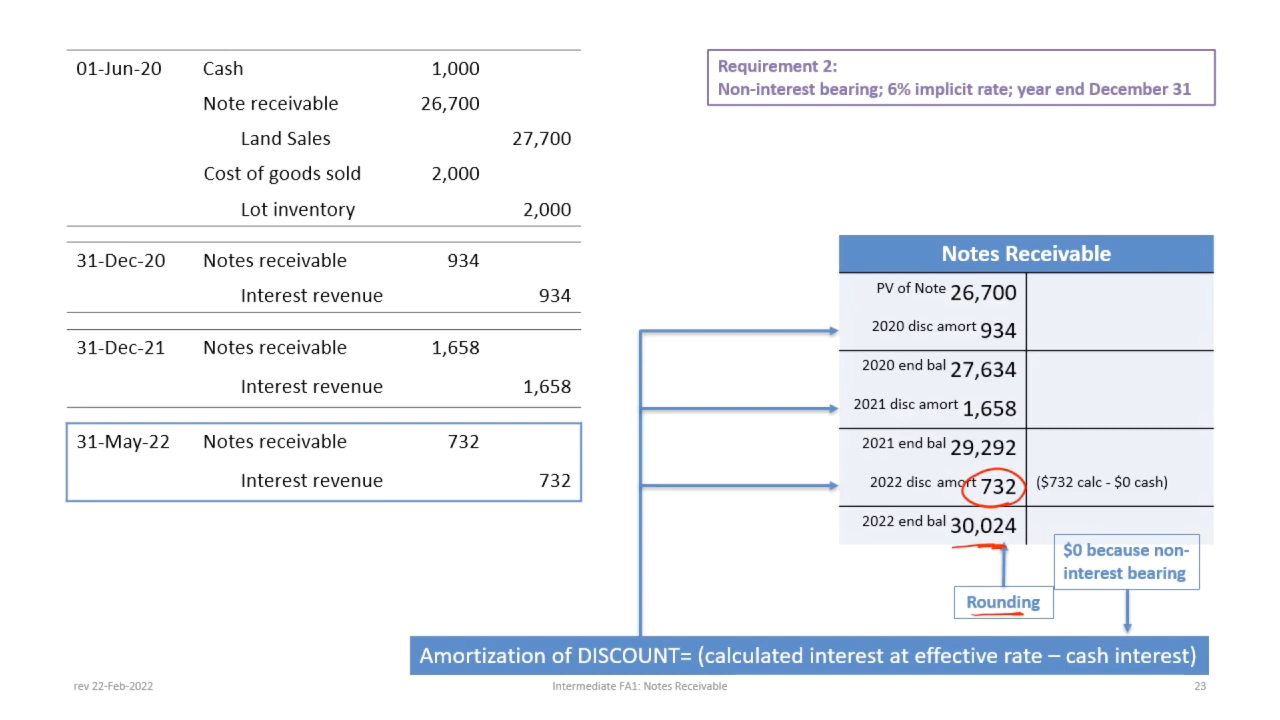 01-Jun-20 Cash 1,000
Note receivable 26,700
Land Sales 27,700
Cost of goods sold 2,000
Lot inventory 2,000
31-Dec-20 Notes receivable 934
Interest revenue 934
31-Dec-21 Notes receivable 1,658
Interest revenue 1,658
31-May-22 Notes receivable 732
Interest revenue 732
Requirement 2:
Non-interest bearing; 6% implicit rate; year end December 31
Notes Receivable
PV of Note 26,700
2020 disc amort 934
2020 end bal 27,634
2021 disc amort 1,658
2021 end bal 29,292
2022 disc amort 732 ($732 calc - $0 cash)
2022 end bal 30,024
$0 because non-
interest bearing
Rounding
Amortization of DISCOUNT= (calculated interest at effective rate – cash interest)
rev 22-Feb-2022 Intermediate FA1: Notes Receivable 23